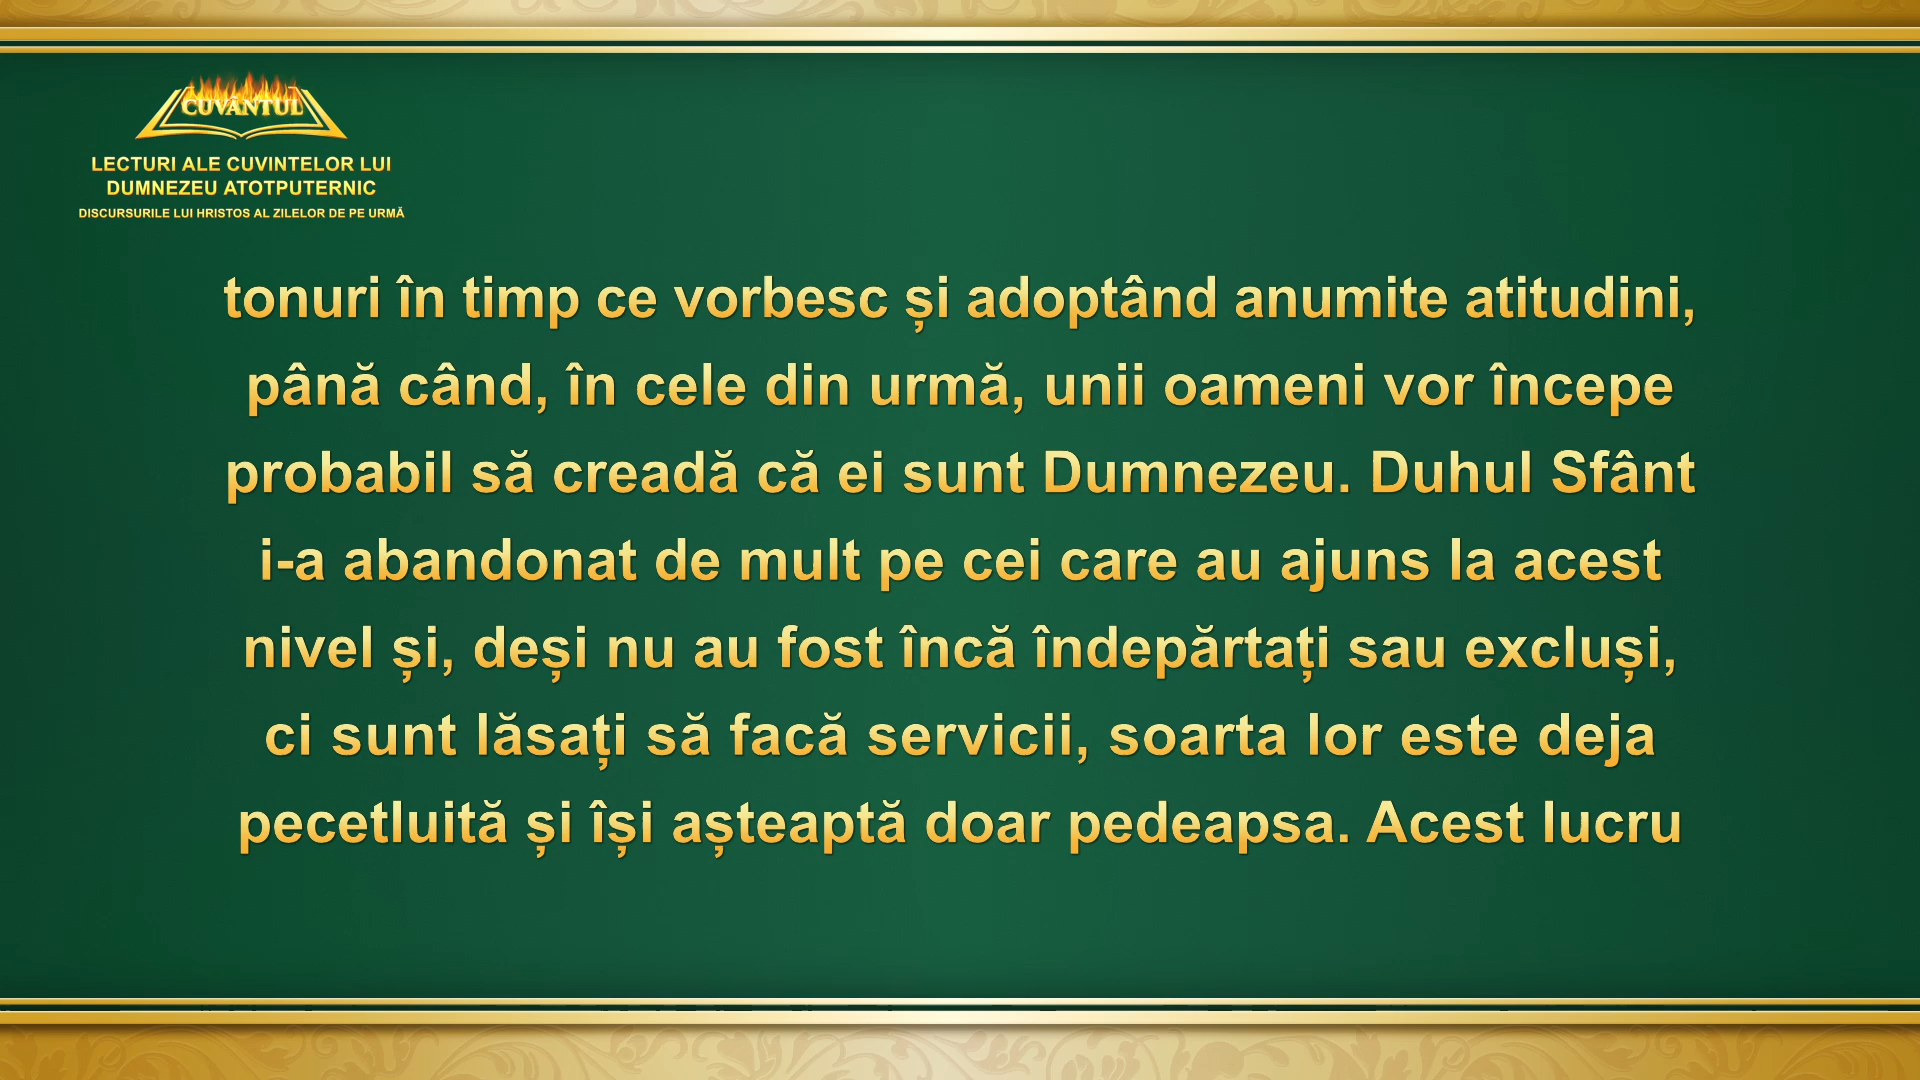 CUVÂNTUL
LECTURI ALE CUVINTELOR LUI
DUMNEZEU ATOTPUTERNIC
DISCURSURILE LUI HRISTOS AL ZILELOR DE PE URMĂ
tonuri în timp ce vorbesc și adoptând anumite atitudini,
până când, în cele din urmă, unii oameni vor începe
probabil să creadă că ei sunt Dumnezeu. Duhul Sfânt
i-a abandonat de mult pe cei care au ajuns la acest
nivel și, deși nu au fost încă îndepărtați sau excluși,
ci sunt lăsați să facă servicii, soarta lor este deja
pecetluită și își așteaptă doar pedeapsa. Acest lucru